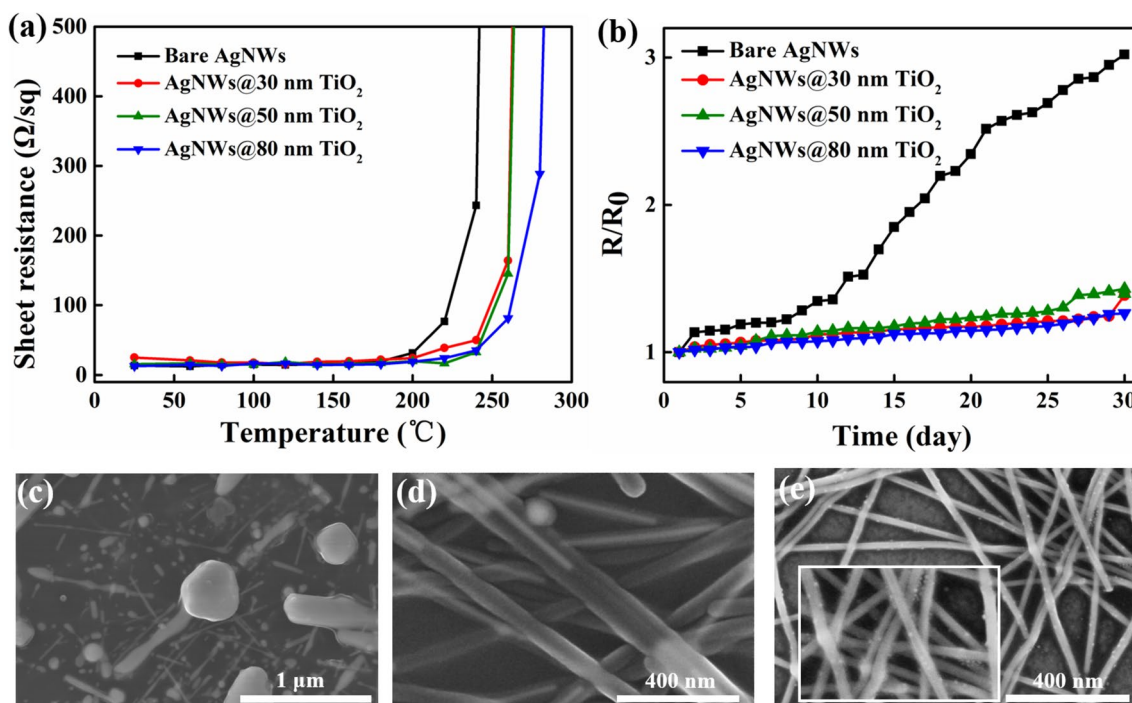 (a)
500
400
300
200
100
0
Sheet resistance (Ω/sq)
Bare AgNWs
AgNWs@30 nm TiO2
AgNWs@50 nm TiO2
AgNWs@80 nm TiO2
0 50 100 150 200 250 300
Temperature (℃)
(b)
3
2
1
R/R0
Bare AgNWs
AgNWs@30 nm TiO2
AgNWs@50 nm TiO2
AgNWs@80 nm TiO2
0 5 10 15 20 25 30
Time (day)
(c)
1 μm
(d)
400 nm
(e)
400 nm